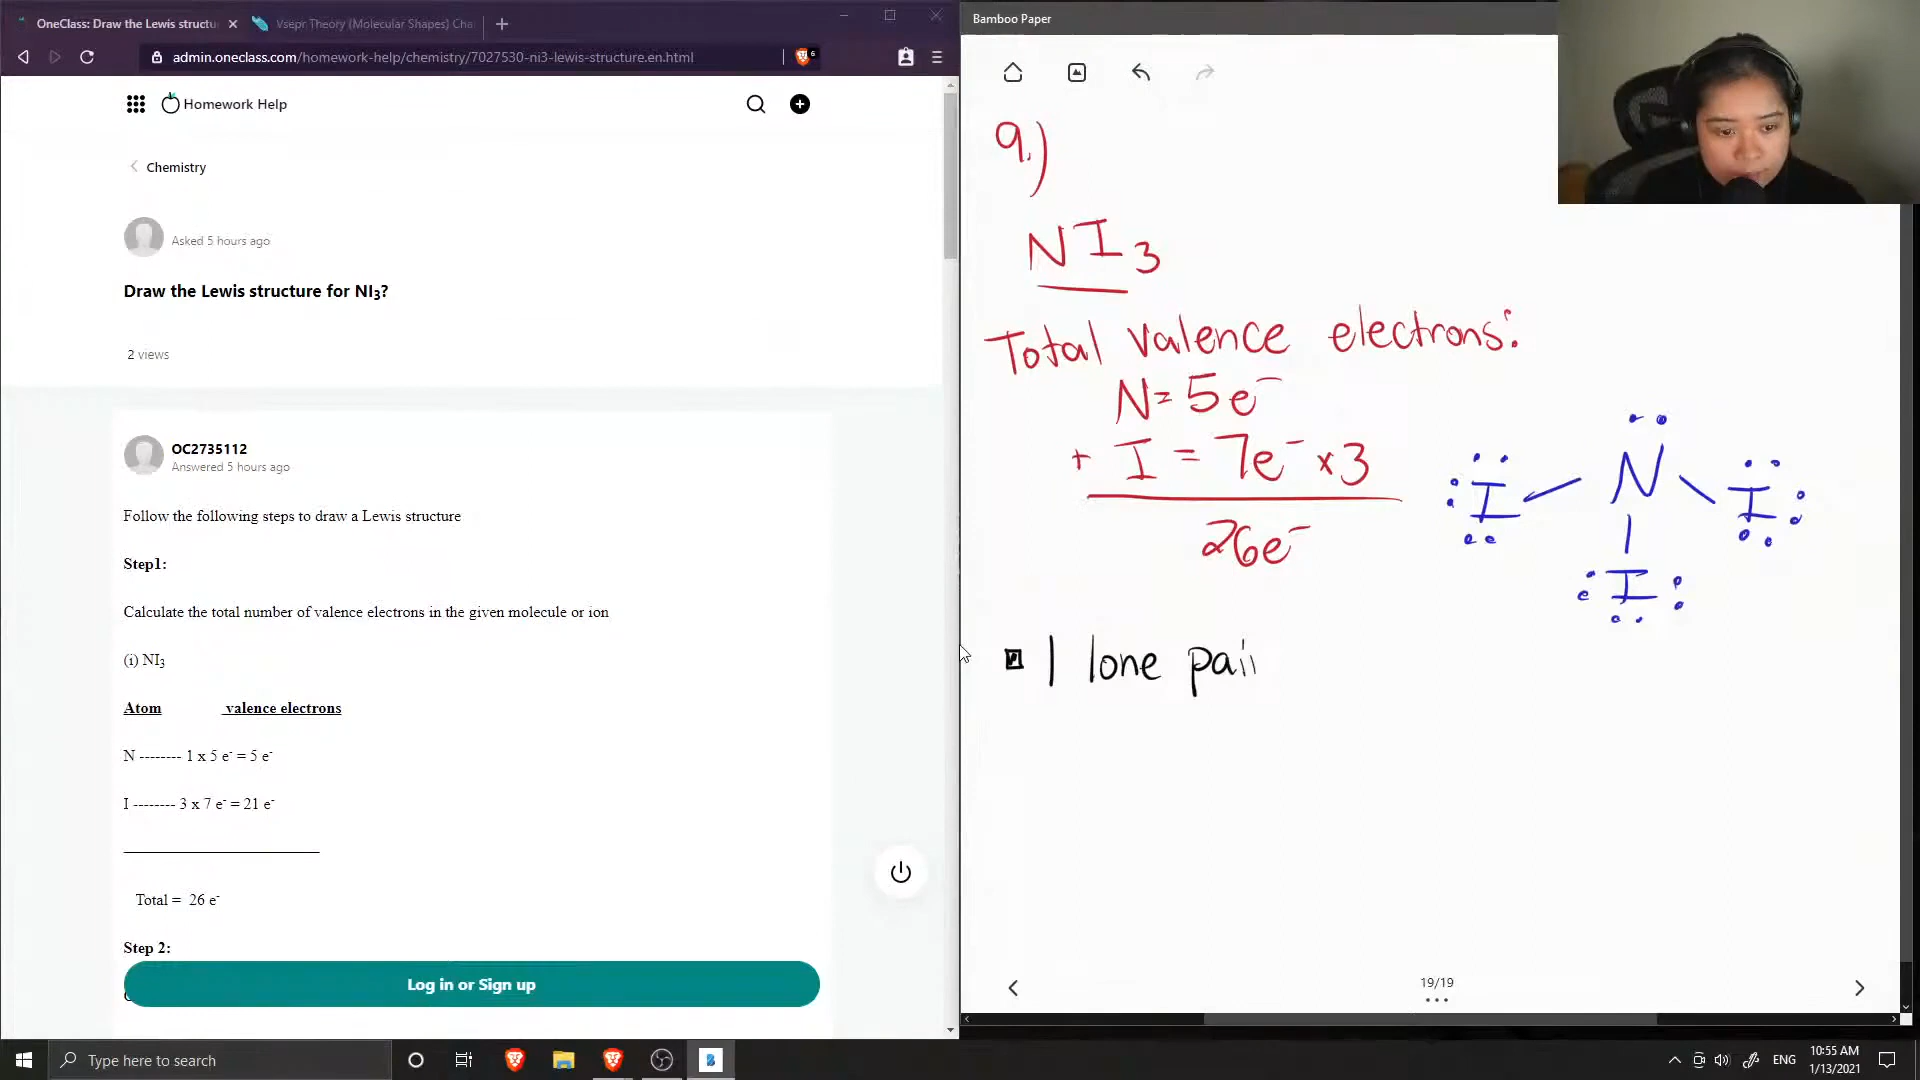 OneClass: Draw the Lewis structu
Vsepr Theory (Molecular Shapes) Cha
admin.oneclass.com/homework-help/chemistry/7027530-ni3-lewis-structure.en.html
6
Homework Help
Chemistry
Asked 5 hours ago
Draw the Lewis structure for NI3?
2 views
OC2735112
Answered 5 hours ago
Follow the following steps to draw a Lewis structure
Step1:
Calculate the total number of valence electrons in the given molecule or ion
(i) NI3
Atom valence electrons
N -------- 1 x 5 e- = 5 e-
I -------- 3 x 7 e- = 21 e-
Total = 26 e-
Step 2:
Log in or Sign up
Bamboo Paper
9.)
NI3
Total valence electrons:
N = 5e-
+ I = 7e- x 3
26e-
N
I I
I
1 lone pair
19/19
Type here to search
ENG
10:55 AM
1/13/2021